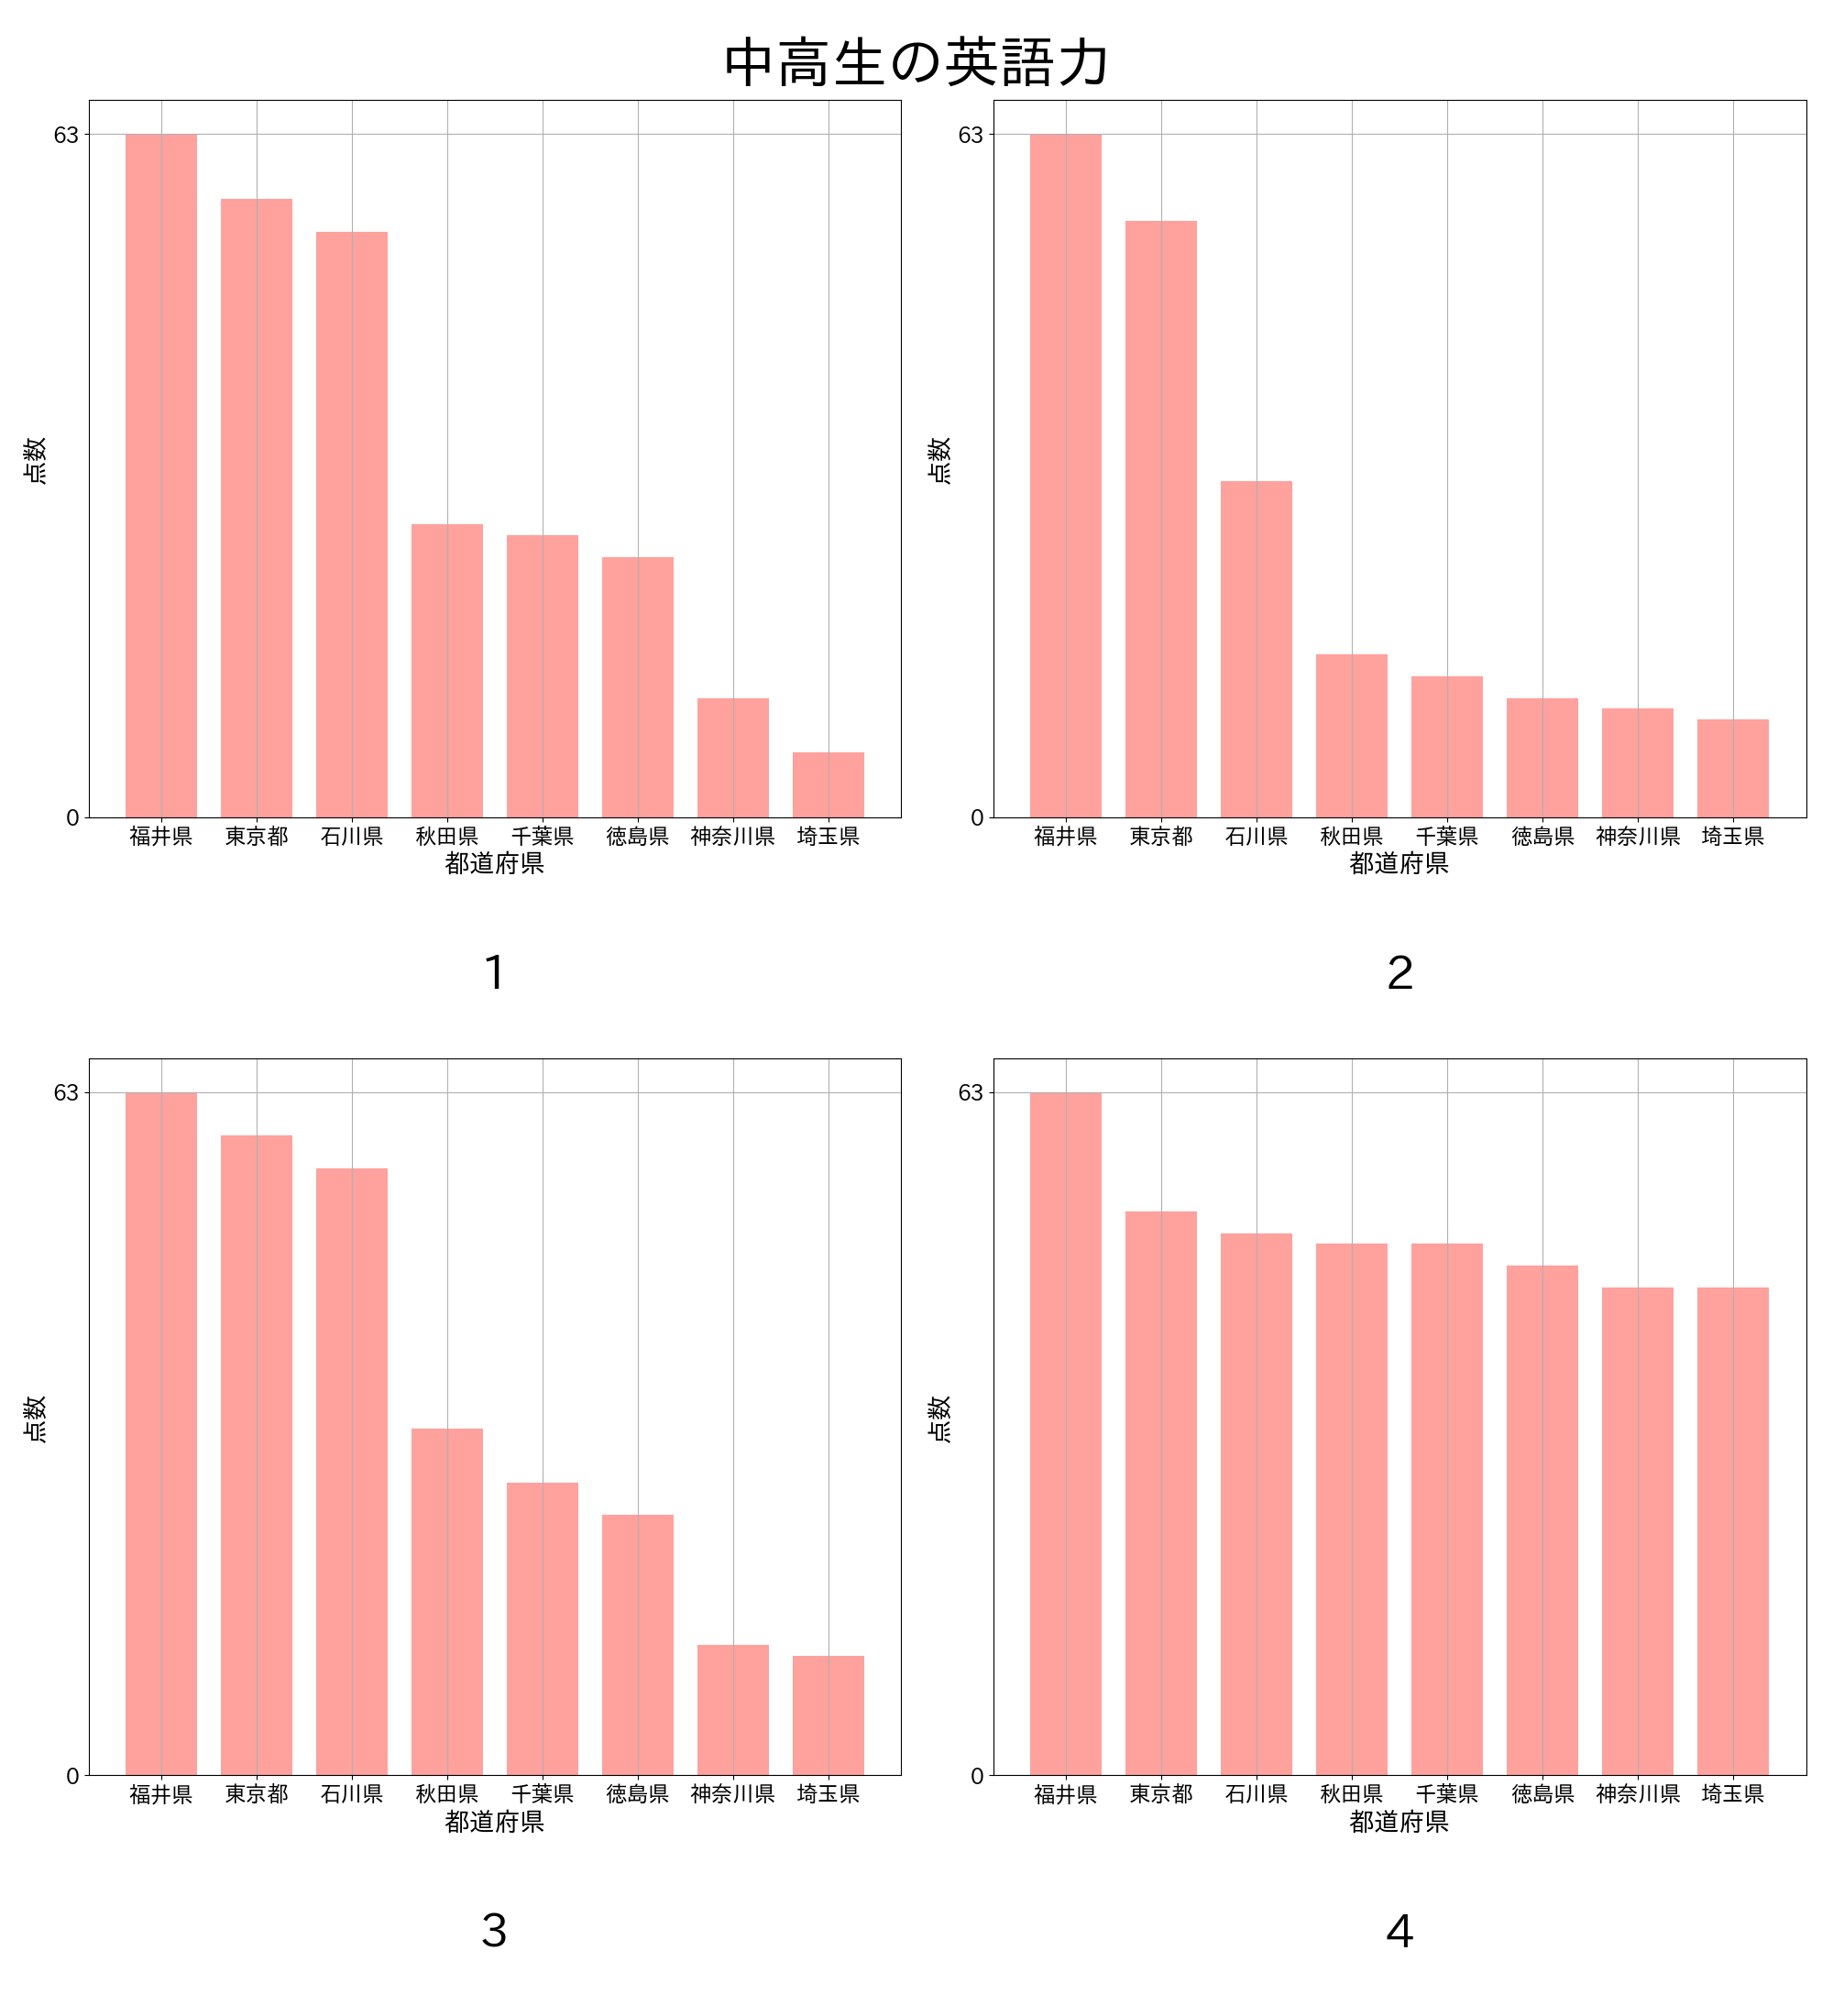 中高生の英語力
63
点数
0
福井県 東京都 石川県 秋田県 千葉県 徳島県 神奈川県 埼玉県
都道府県
1
63
点数
0
福井県 東京都 石川県 秋田県 千葉県 徳島県 神奈川県 埼玉県
都道府県
2
63
点数
0
福井県 東京都 石川県 秋田県 千葉県 徳島県 神奈川県 埼玉県
都道府県
3
63
点数
0
福井県 東京都 石川県 秋田県 千葉県 徳島県 神奈川県 埼玉県
都道府県
4